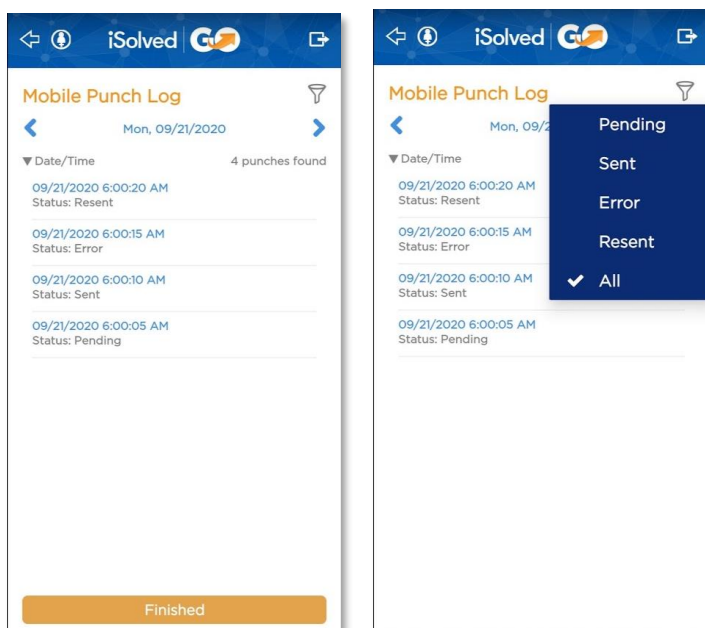 iSolved GO
Mobile Punch Log
Mon, 09/21/2020
▼ Date/Time 4 punches found
09/21/2020 6:00:20 AM
Status: Resent
09/21/2020 6:00:15 AM
Status: Error
09/21/2020 6:00:10 AM
Status: Sent
09/21/2020 6:00:05 AM
Status: Pending
Finished
iSolved GO
Mobile Punch Log
Mon, 09/2
▼ Date/Time
09/21/2020 6:00:20 AM
Status: Resent
09/21/2020 6:00:15 AM
Status: Error
09/21/2020 6:00:10 AM
Status: Sent
09/21/2020 6:00:05 AM
Status: Pending
Pending
Sent
Error
Resent
✔ All